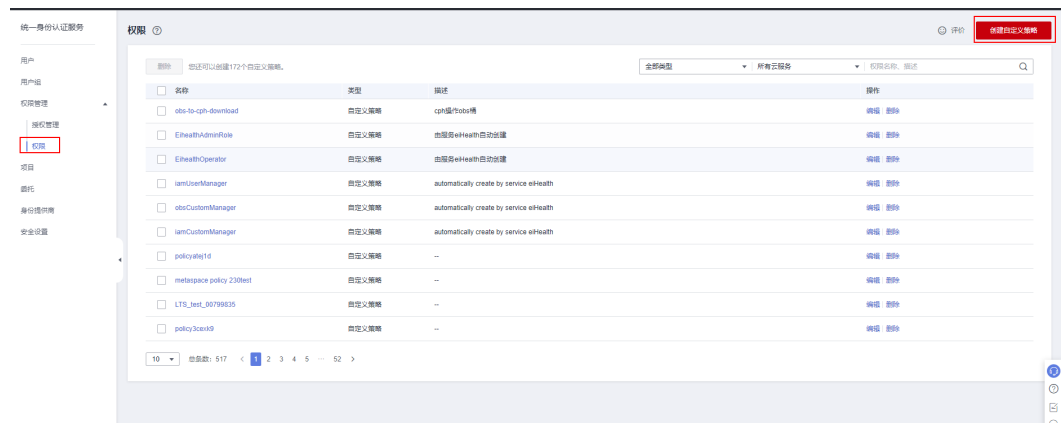 统一身份认证服务
权限
评价
创建自定义策略
用户
用户组
权限管理
授权管理
权限
项目
委托
身份提供商
安全设置
删除 您还可以创建172个自定义策略。
全部类型 所有云服务 权限名称、描述
名称 类型 描述 操作
obs-to-cph-download 自定义策略 cph操作obs桶 编辑 删除
EihealthAdminRole 自定义策略 由服务eiHealth自动创建 编辑 删除
EihealthOperator 自定义策略 由服务eiHealth自动创建 编辑 删除
iamUserManager 自定义策略 automatically create by service eiHealth 编辑 删除
obsCustomManager 自定义策略 automatically create by service eiHealth 编辑 删除
iamCustomManager 自定义策略 automatically create by service eiHealth 编辑 删除
policyatej1d 自定义策略 -- 编辑 删除
metaspace policy 230test 自定义策略 -- 编辑 删除
LTS_test_00799835 自定义策略 -- 编辑 删除
policy3cexk9 自定义策略 -- 编辑 删除
10 总条数: 517 < 1 2 3 4 5 ... 52 >